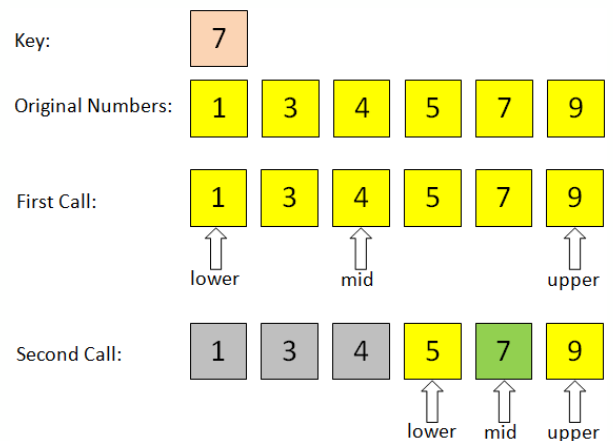 Key: 7
Original Numbers: 1 3 4 5 7 9
First Call: 1 3 4 5 7 9
lower mid upper
Second Call: 1 3 4 5 7 9
lower mid upper